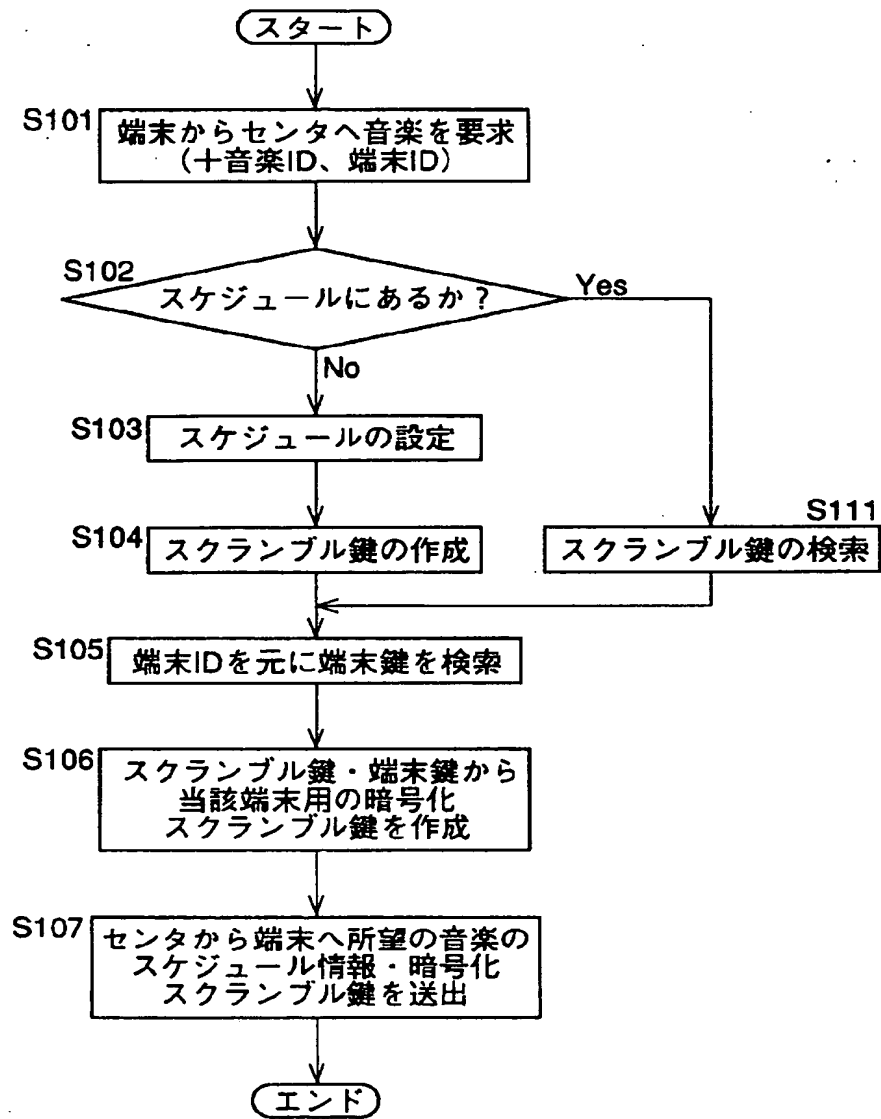 スタート
S101
端末からセンタへ音楽を要求
(十音楽ID、端末ID)
S102
スケジュールにあるか?
Yes
No
S103
スケジュールの設定
S104
スクランブル鍵の作成
S111
スクランブル鍵の検索
S105
端末IDを元に端末鍵を検索
S106
スクランブル鍵・端末鍵から
当該端末用の暗号化
スクランブル鍵を作成
S107
センタから端末へ所望の音楽の
スケジュール情報・暗号化
スクランブル鍵を送出
エンド